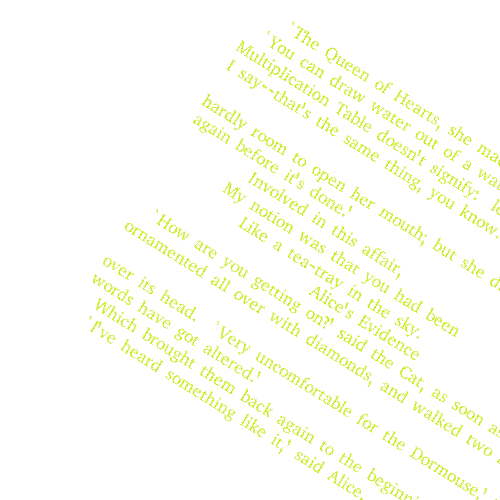 `The Queen of Hearts, she
`You can draw water out of a
Multiplication Table doesn't signify:
I say--that's the same thing, you know.
hardly room to open her mouth; but she
again before it's done.'
Involved in this affair,
My notion was that you had been
Like a tea-tray in the sky.
Alice's Evidence
`How are you getting on?' said the Cat, as soon as
ornamented all over with diamonds, and walked two
over its head. `Very uncomfortable for the Dormouse,'
words have got altered.'
Which brought them back again to the
`I've heard something like it,' said Alice.